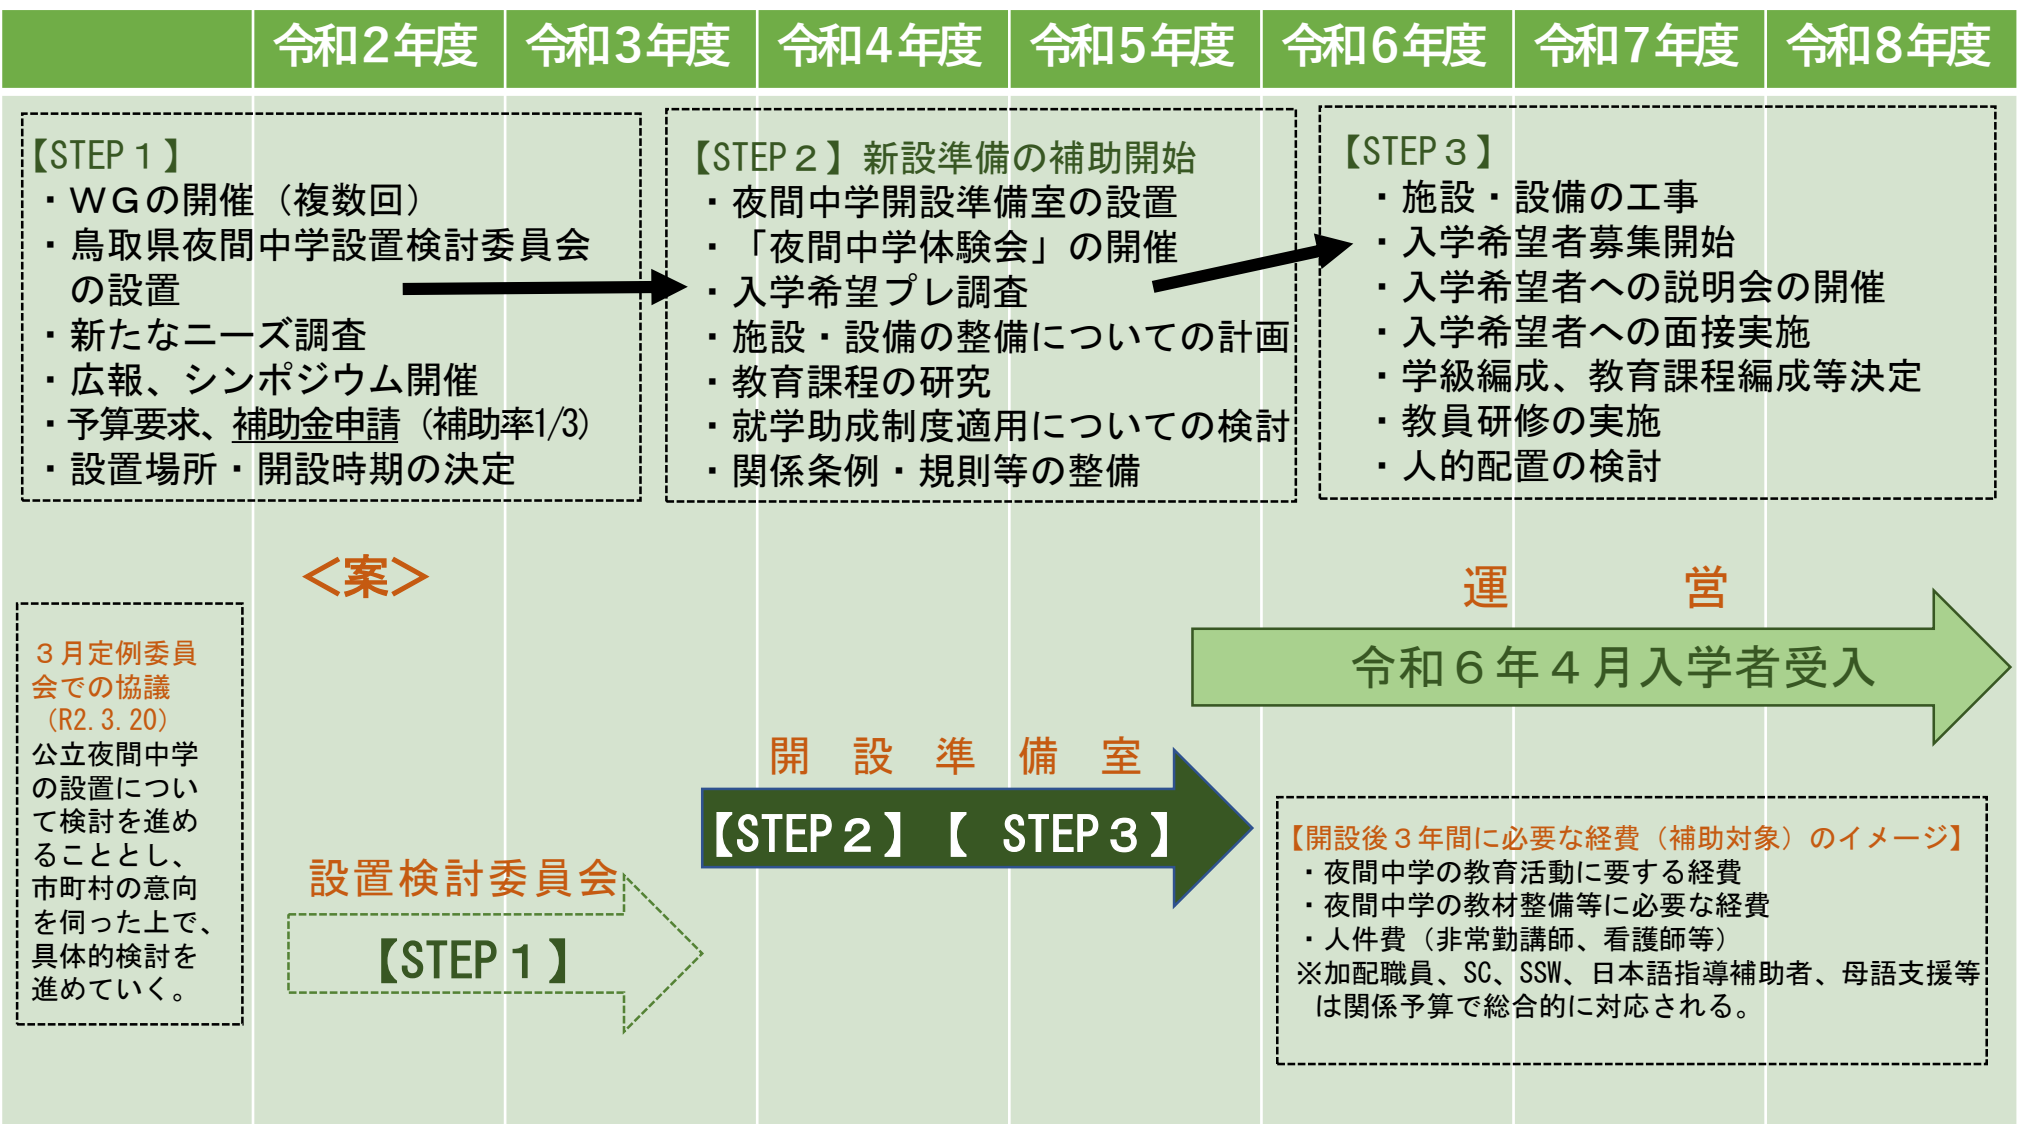 令和2年度
令和3年度
令和4年度
令和5年度
令和6年度
令和7年度
令和8年度
【STEP１】
・ＷＧの開催（複数回）
・鳥取県夜間中学設置検討委員会
の設置
・新たなニーズ調査
・広報、シンポジウム開催
・予算要求、補助金申請（補助率1/3）
・設置場所・開設時期の決定
【STEP２】新設準備の補助開始
・夜間中学開設準備室の設置
・「夜間中学体験会」の開催
・入学希望プレ調査
・施設・設備の整備についての計画
・教育課程の研究
・就学助成制度適用についての検討
・関係条例・規則等の整備
【STEP３】
・施設・設備の工事
・入学希望者募集開始
・入学希望者への説明会の開催
・入学希望者への面接実施
・学級編成、教育課程編成等決定
・教員研修の実施
・人的配置の検討
＜案＞
３月定例委員
会での協議
（R2.3.20）
公立夜間中学
の設置につい
て検討を進め
ることとし、
市町村の意向
を伺った上で、
具体的検討を
進めていく。
運営
令和６年４月入学者受入
開設準備室
【STEP２】【 STEP３】
設置検討委員会
【STEP１】
【開設後３年間に必要な経費（補助対象）のイメージ】
・夜間中学の教育活動に要する経費
・夜間中学の教材整備等に必要な経費
・人件費（非常勤講師、看護師等）
※加配職員、SC、SSW、日本語指導補助者、母語支援等
は関係予算で総合的に対応される。